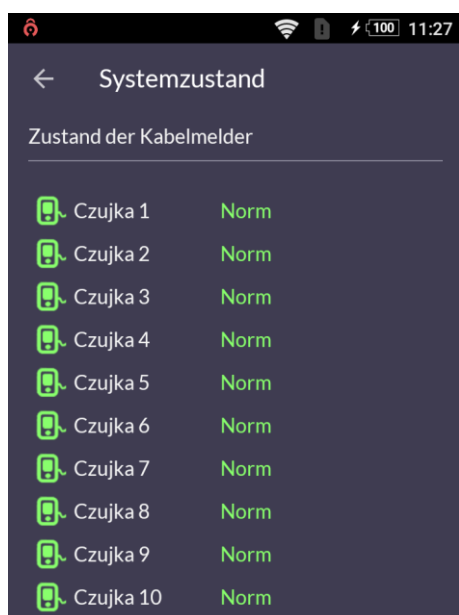 100 11:27
Systemzustand
Zustand der Kabelmelder
Czujka 1 Norm
Czujka 2 Norm
Czujka 3 Norm
Czujka 4 Norm
Czujka 5 Norm
Czujka 6 Norm
Czujka 7 Norm
Czujka 8 Norm
Czujka 9 Norm
Czujka 10 Norm